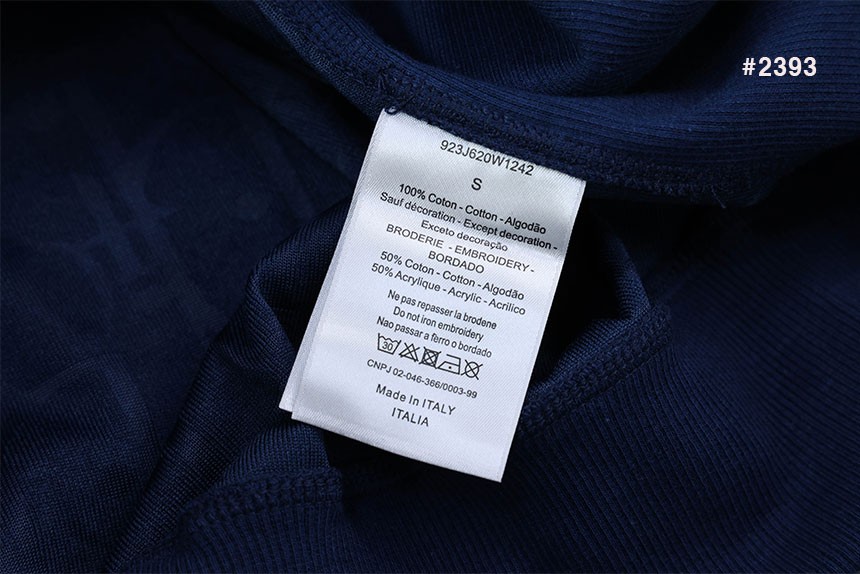 #2393
923J620W1242
S
100% Coton - Cotton - Algodão
Sauf décoration - Except decoration -
Exceto decoração
BRODERIE - EMBROIDERY -
BORDADO
50% Coton - Cotton - Algodão
50% Acrylique - Acrylic - Acrílico
Ne pas repasser la brodene
Do not iron embroidery
Nao passar a ferro o bordado
30
CNPJ 02-046-366/0003-99
Made In ITALY
ITALIA